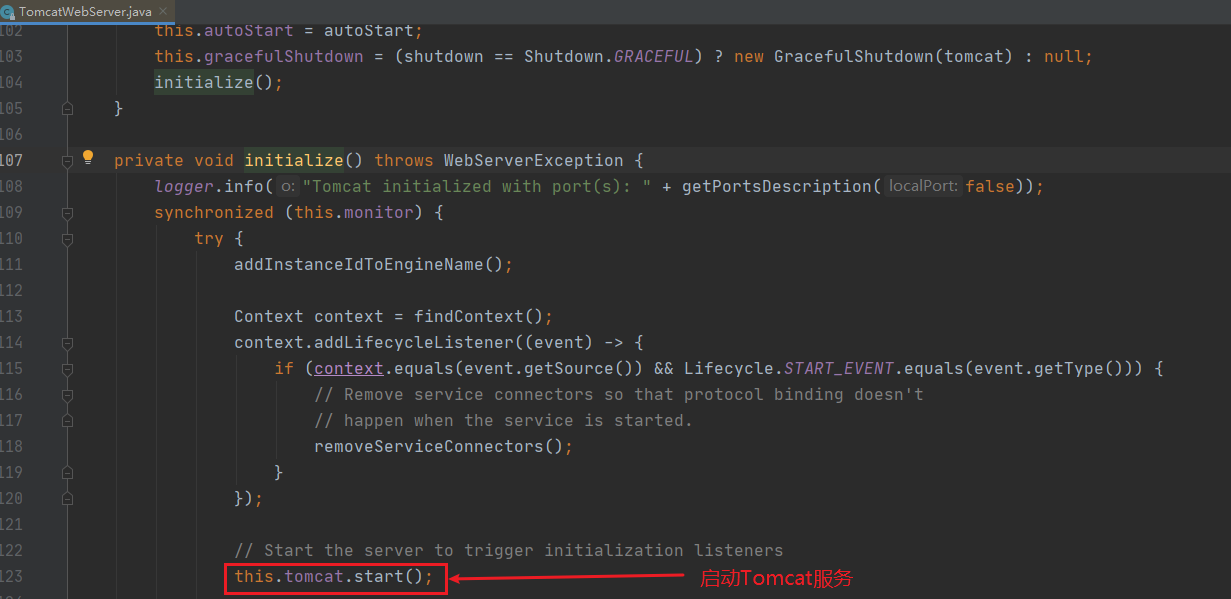 TomcatWebServer.java
102 this.autoStart = autoStart;
103 this.gracefulShutdown = (shutdown == Shutdown.GRACEFUL) ? new GracefulShutdown(tomcat) : null;
104 initialize();
105 }
106
107 private void initialize() throws WebServerException {
108 logger.info( o: "Tomcat initialized with port(s): " + getPortsDescription( localPort: false));
109 synchronized (this.monitor) {
110 try {
111 addInstanceIdToEngineName();
112
113 Context context = findContext();
114 context.addLifecycleListener((event) -> {
115 if (context.equals(event.getSource()) && Lifecycle.START_EVENT.equals(event.getType())) {
116 // Remove service connectors so that protocol binding doesn't
117 // happen when the service is started.
118 removeServiceConnectors();
119 }
120 });
121
122 // Start the server to trigger initialization listeners
123 this.tomcat.start(); 启动Tomcat服务